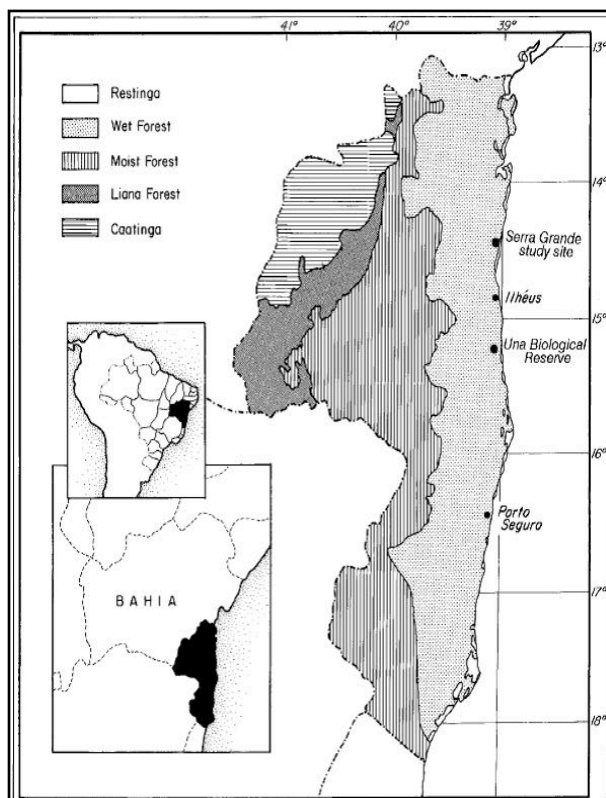 41°
40°
39°
13°
Restinga
Wet Forest
Moist Forest
Liana Forest
Caatinga
14°
Serra Grande
study site
Ilhéus
15°
Una Biological
Reserve
16°
Porto
Seguro
BAHIA
17°
18°